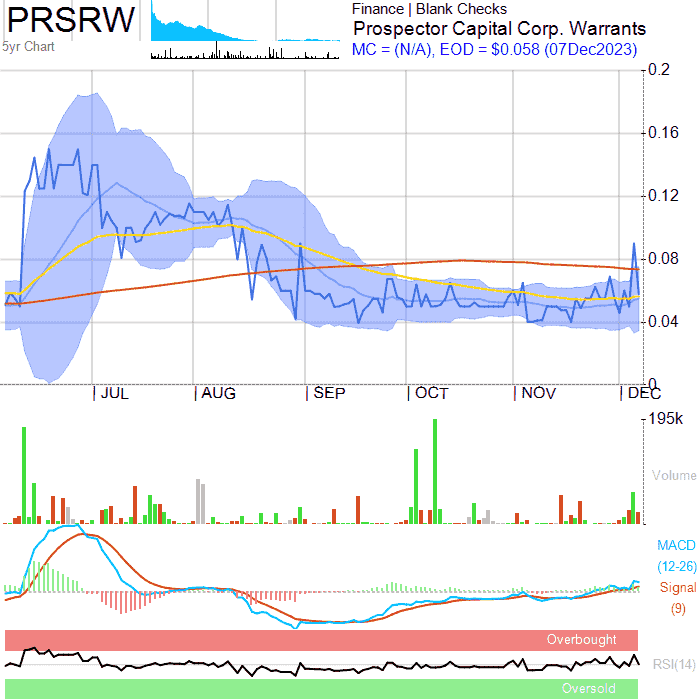 PRSRW
5yr Chart
Finance | Blank Checks
Prospector Capital Corp. Warrants
MC = (N/A), EOD = $0.058 (07Dec2023)
0.2
0.16
0.12
0.08
0.04
0
JUL AUG SEP OCT NOV DEC
195k
Volume
MACD
(12-26)
Signal
(9)
Overbought
RSI(14)
Oversold